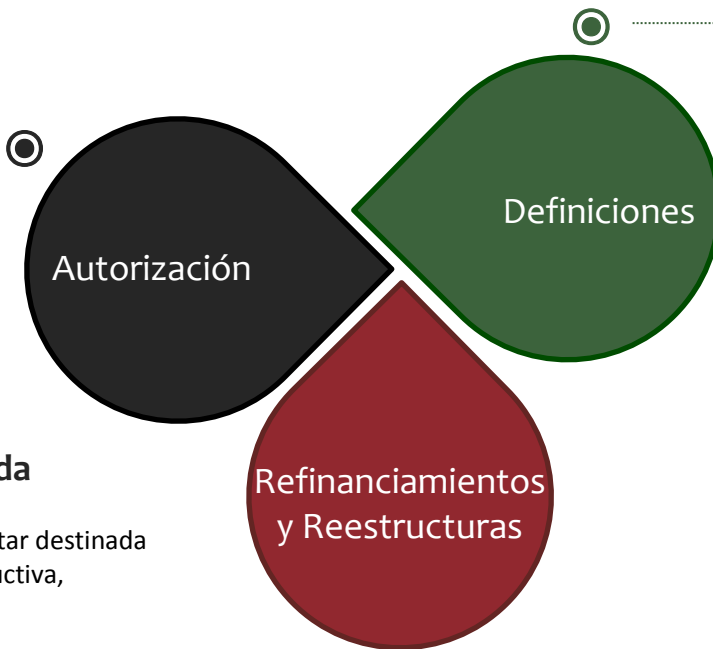 Definiciones
Autorización
Refinanciamientos
y Reestructuras
da
tar destinada
uctiva,